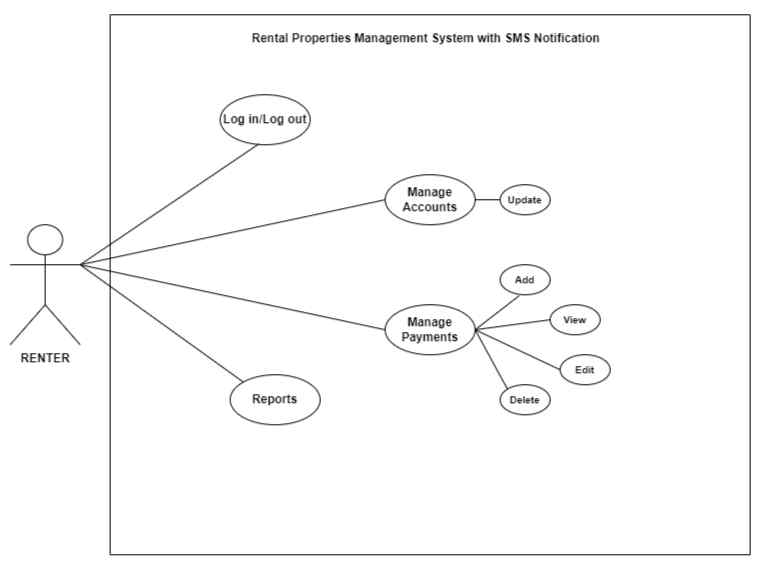 Rental Properties Management System with SMS Notification
Log in/Log out
Manage
Accounts
Update
Add
Manage
Payments
View
RENTER
Edit
Reports
Delete